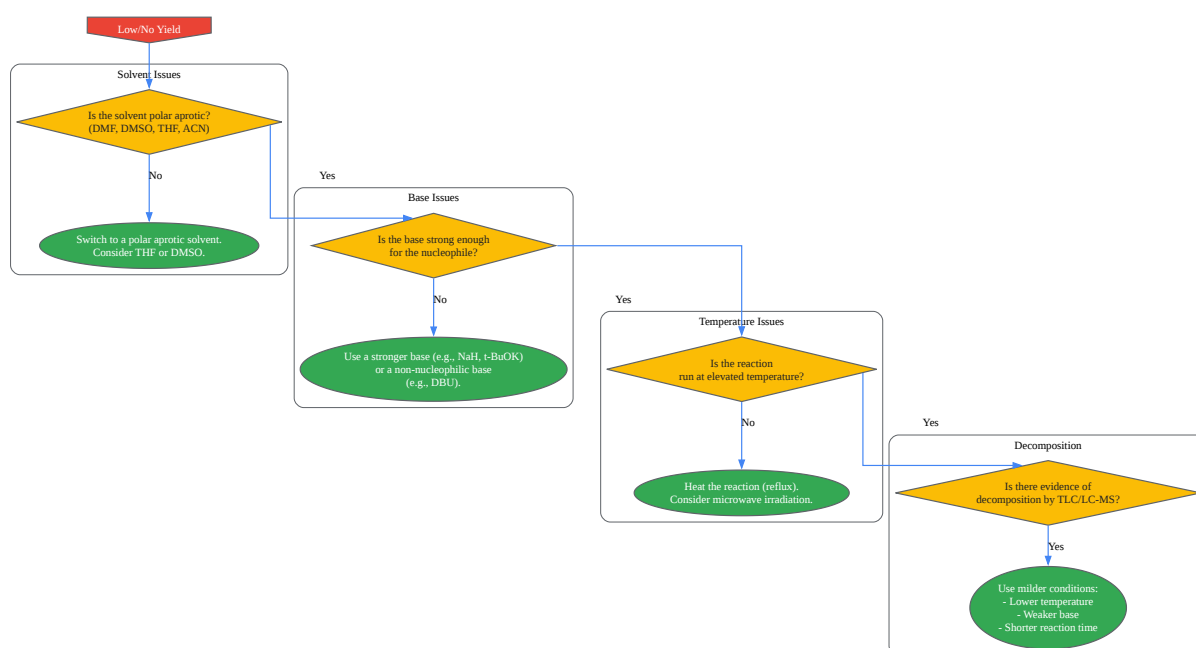 Low/No Yield
Solvent Issues
Is the solvent polar aprotic?
(DMF, DMSO, THF, ACN)
No
Switch to a polar aprotic solvent.
Consider THF or DMSO.
Yes
Base Issues
Is the base strong enough
for the nucleophile?
No
Use a stronger base (e.g., NaH, t-BuOK)
or a non-nucleophilic base
(e.g., DBU).
Yes
Temperature Issues
Is the reaction
run at elevated temperature?
No
Heat the reaction (reflux).
Consider microwave irradiation.
Yes
Decomposition
Is there evidence of
decomposition by TLC/LC-MS?
Yes
Use milder conditions:
- Lower temperature
- Weaker base
- Shorter reaction time